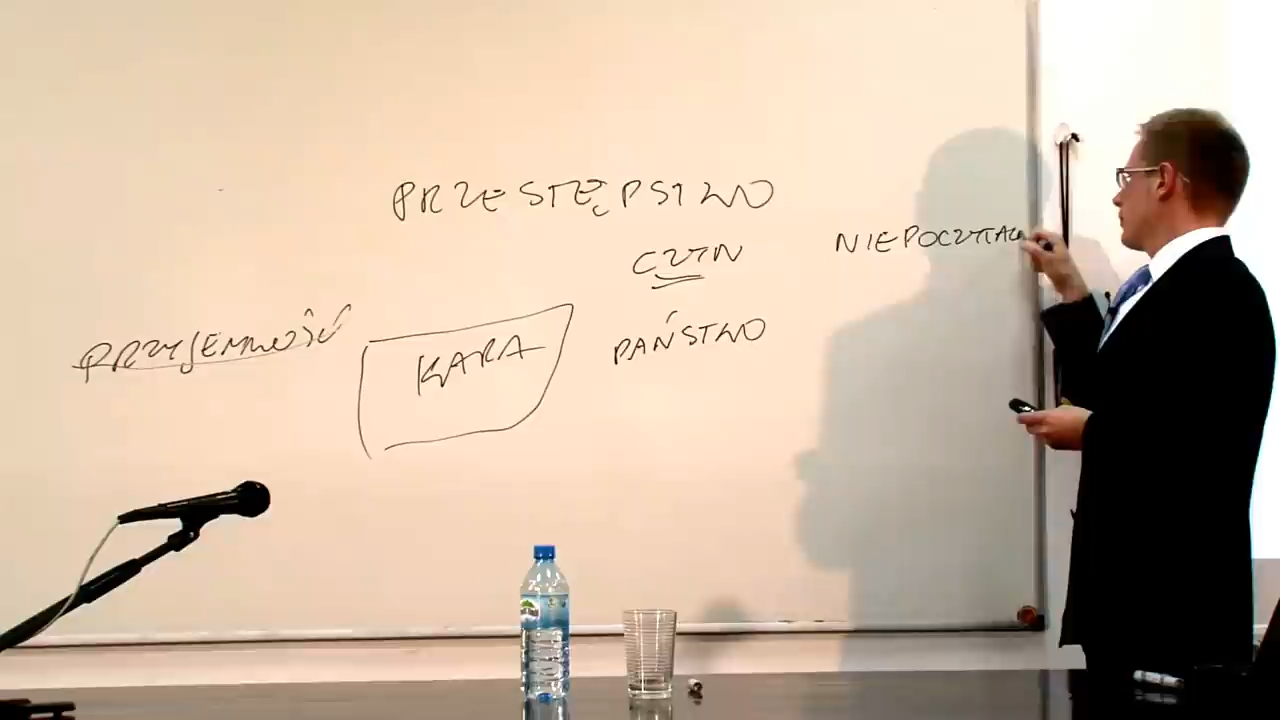 PRZESTĘPSTWO
CZYN
NIEPOCZYTAL
PRZYJEMNOŚĆ
KARA
PAŃSTWO